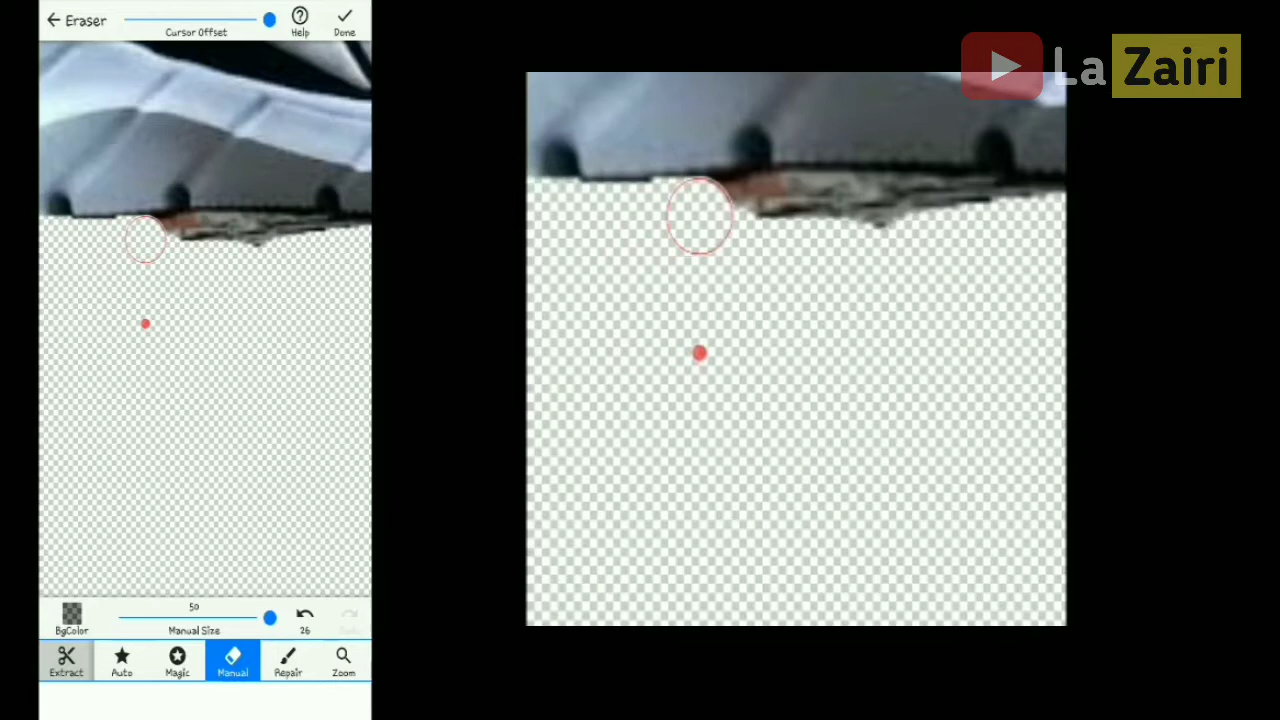 Eraser
Cursor Offset
Help
Done
La Zairi
50
BgColor
Manual Size
26
Extract
Auto
Magic
Manual
Repair
Zoom